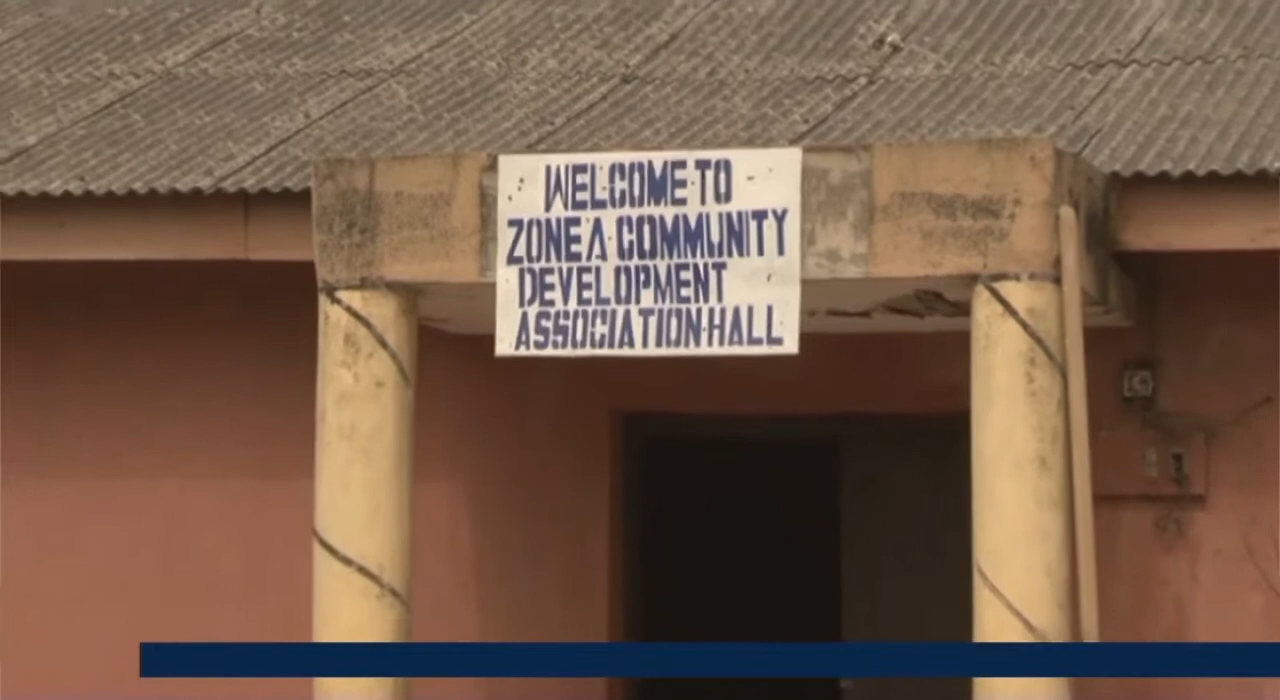 WELCOME TO
ZONE A COMMUNITY
DEVELOPMENT
ASSOCIATION HALL